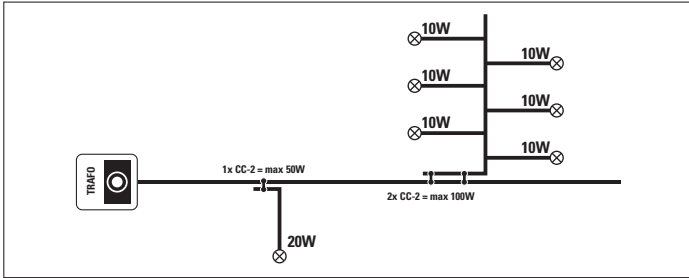 10W
10W
10W
10W
10W
10W
TRAFO
1x CC-2 = max 50W
2x CC-2 = max 100W
20W